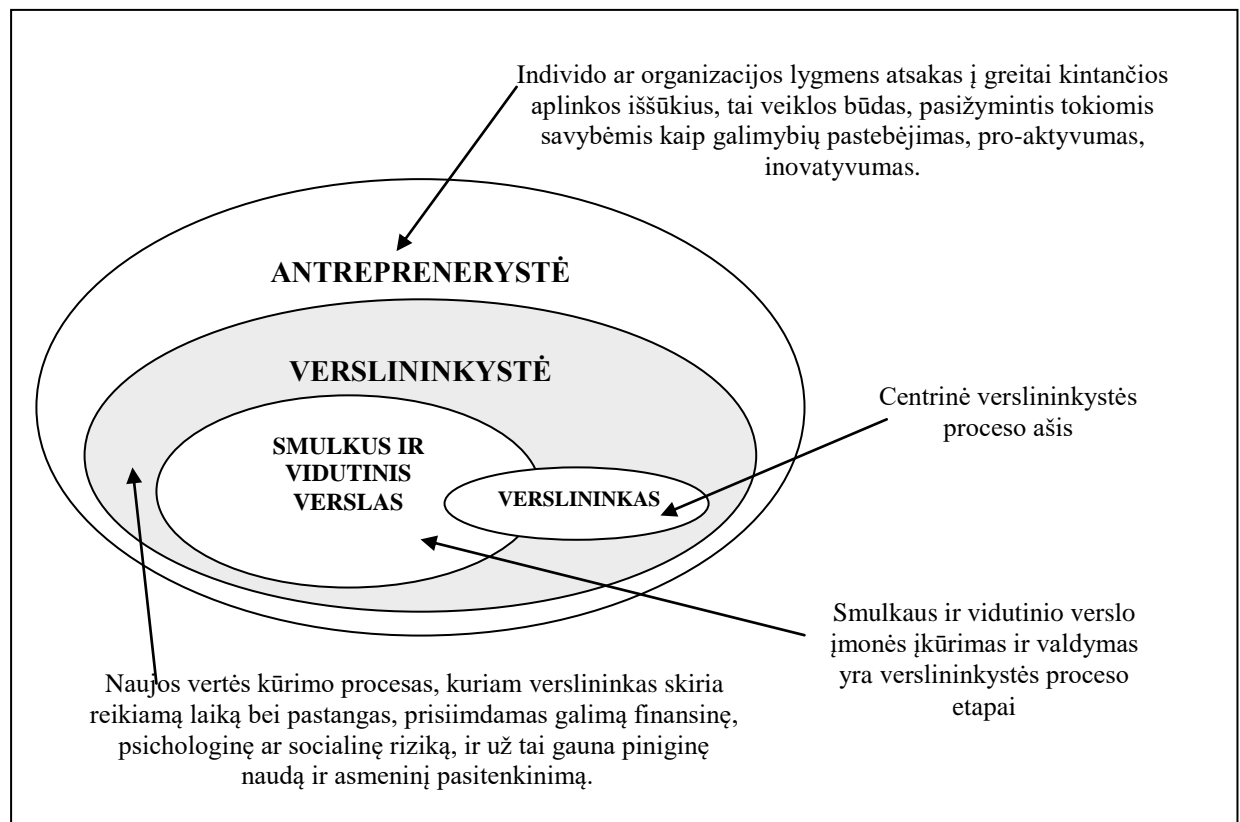 Individo ar organizacijos lygmens atsakas į greitai kintančios
aplinkos iššūkius, tai veiklos būdas, pasižymintis tokiomis
savybėmis kaip galimybių pastebėjimas, pro-aktyvumas,
inovatyvumas.
ANTREPRENERYSTĖ
VERSLININKYSTĖ
SMULKUS IR
VIDUTINIS
VERSLAS
VERSLININKAS
Centrinė verslininkystės
proceso ašis
Smulkaus ir vidutinio verslo
įmonės įkūrimas ir valdymas
yra verslininkystės proceso
etapai
Naujos vertės kūrimo procesas, kuriam verslininkas skiria
reikiamą laiką bei pastangas, prisiimdamas galimą finansinę,
psichologinę ar socialinę riziką, ir už tai gauna piniginę
naudą ir asmeninį pasitenkinimą.